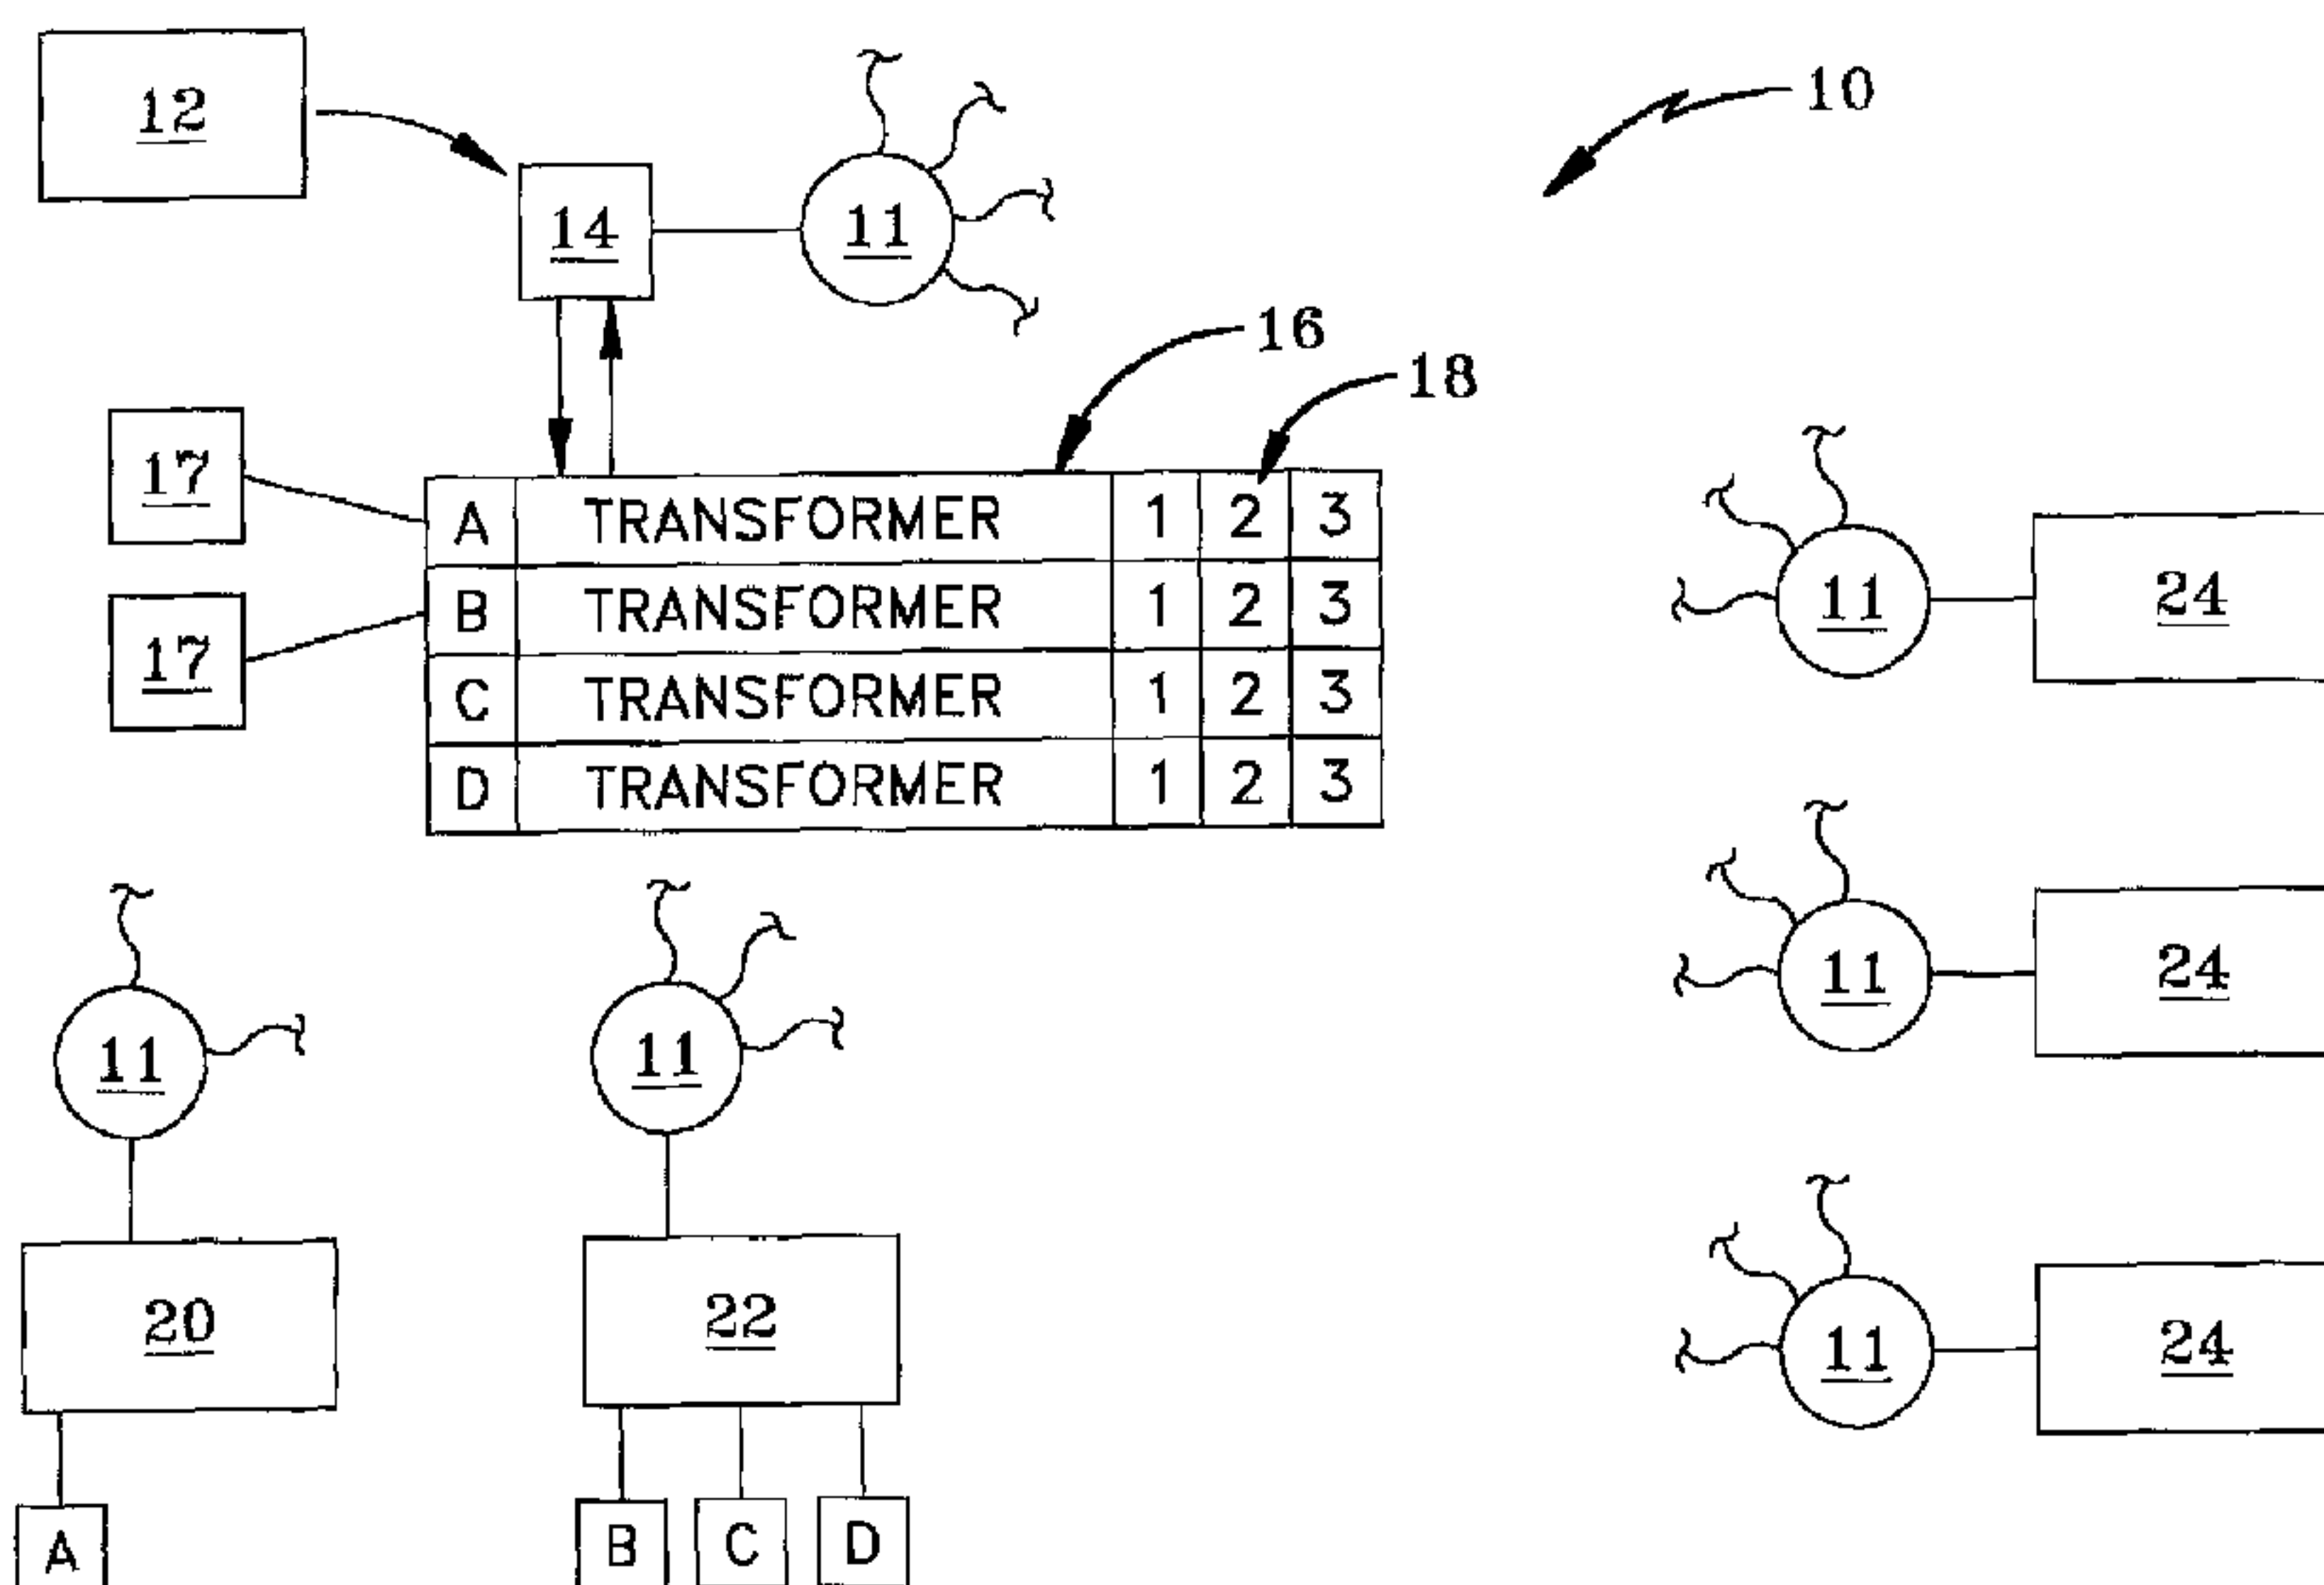 12
10
14
11
16
18
17
A TRANSFORMER 1 2 3
B TRANSFORMER 1 2 3
C TRANSFORMER 1 2 3
D TRANSFORMER 1 2 3
17
11 24
11 24
11 24
11
11
20
22
A
B C D